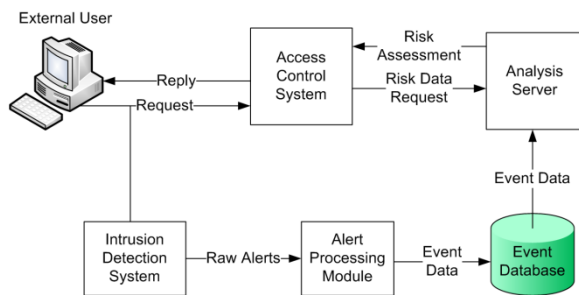 External User
Reply
Request
Access
Control
System
Risk
Assessment
Risk Data
Request
Analysis
Server
Event Data
Intrusion
Detection
System
Raw Alerts
Alert
Processing
Module
Event
Data
Event
Database